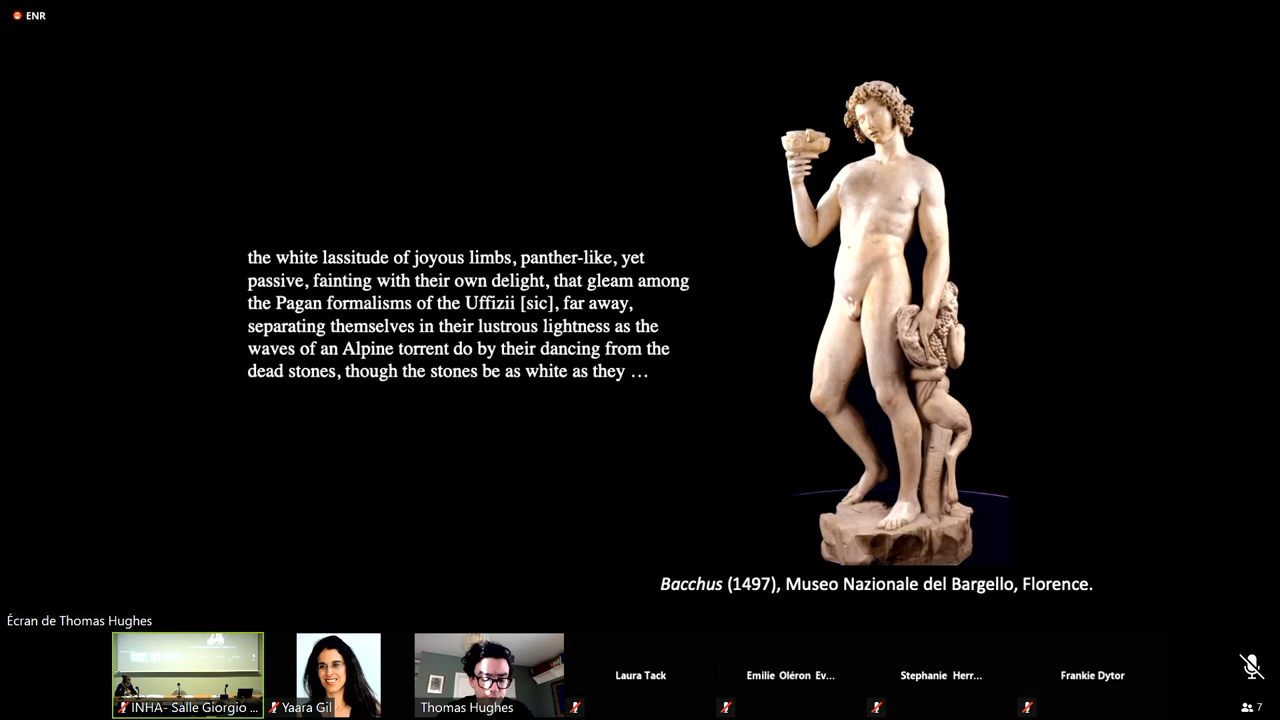 ENR
the white lassitude of joyous limbs, panther-like, yet
passive, fainting with their own delight, that gleam among
the Pagan formalisms of the Uffizii [sic], far away,
separating themselves in their lustrous lightness as the
waves of an Alpine torrent do by their dancing from the
dead stones, though the stones be as white as they …
Bacchus (1497), Museo Nazionale del Bargello, Florence.
Écran de Thomas Hughes
INHA- Salle Giorgio ...
Yaara Gil
Thomas Hughes
Laura Tack
Emilie Oléron Ev...
Stephanie Herr...
Frankie Dytor
7